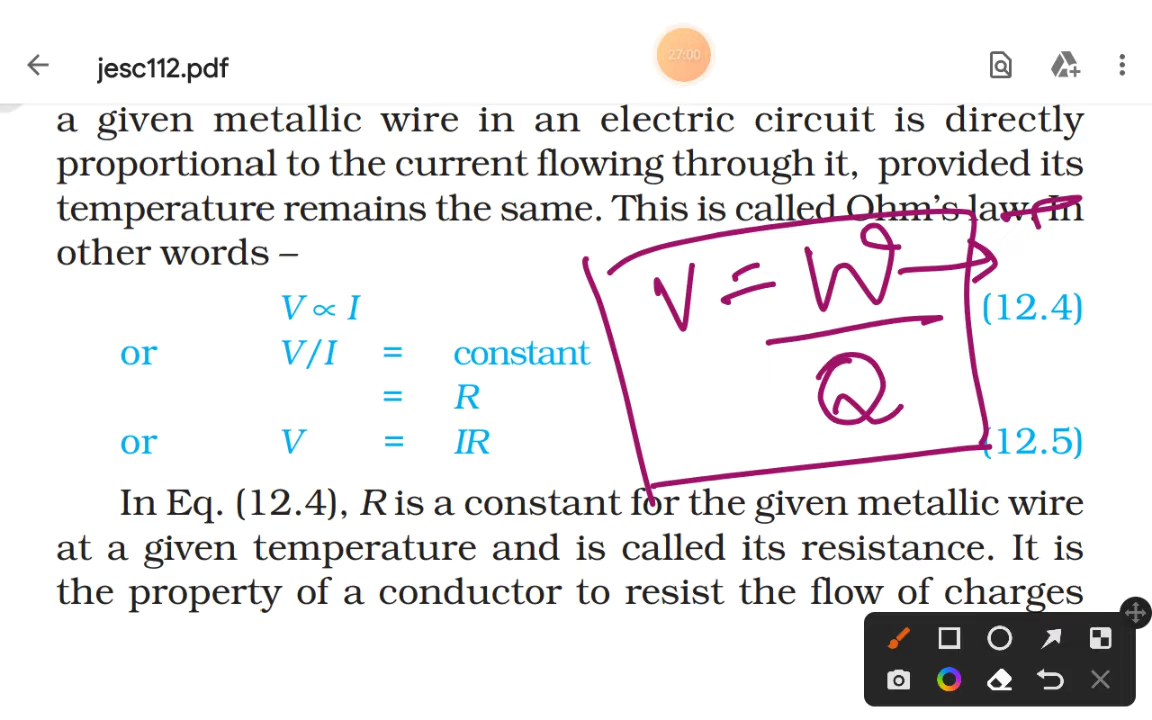 jesc112.pdf
27:00
a given metallic wire in an electric circuit is directly
proportional to the current flowing through it, provided its
temperature remains the same. This is called Ohm's law. In
other words –
V ∝ I (12.4)
or V/I = constant
= R
or V = IR (12.5)
V = W
Q
In Eq. (12.4), R is a constant for the given metallic wire
at a given temperature and is called its resistance. It is
the property of a conductor to resist the flow of charges